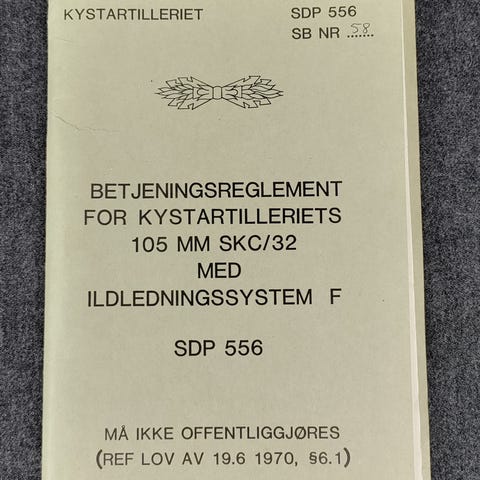 KYSTARTILLERIET SDP 556
SB NR 58
BETJENINGSREGLEMENT
FOR KYSTARTILLERIETS
105 MM SKC/32
MED
ILDLEDNINGSSYSTEM F
SDP 556
MÅ IKKE OFFENTLIGGJØRES
(REF LOV AV 19.6 1970, §6.1)